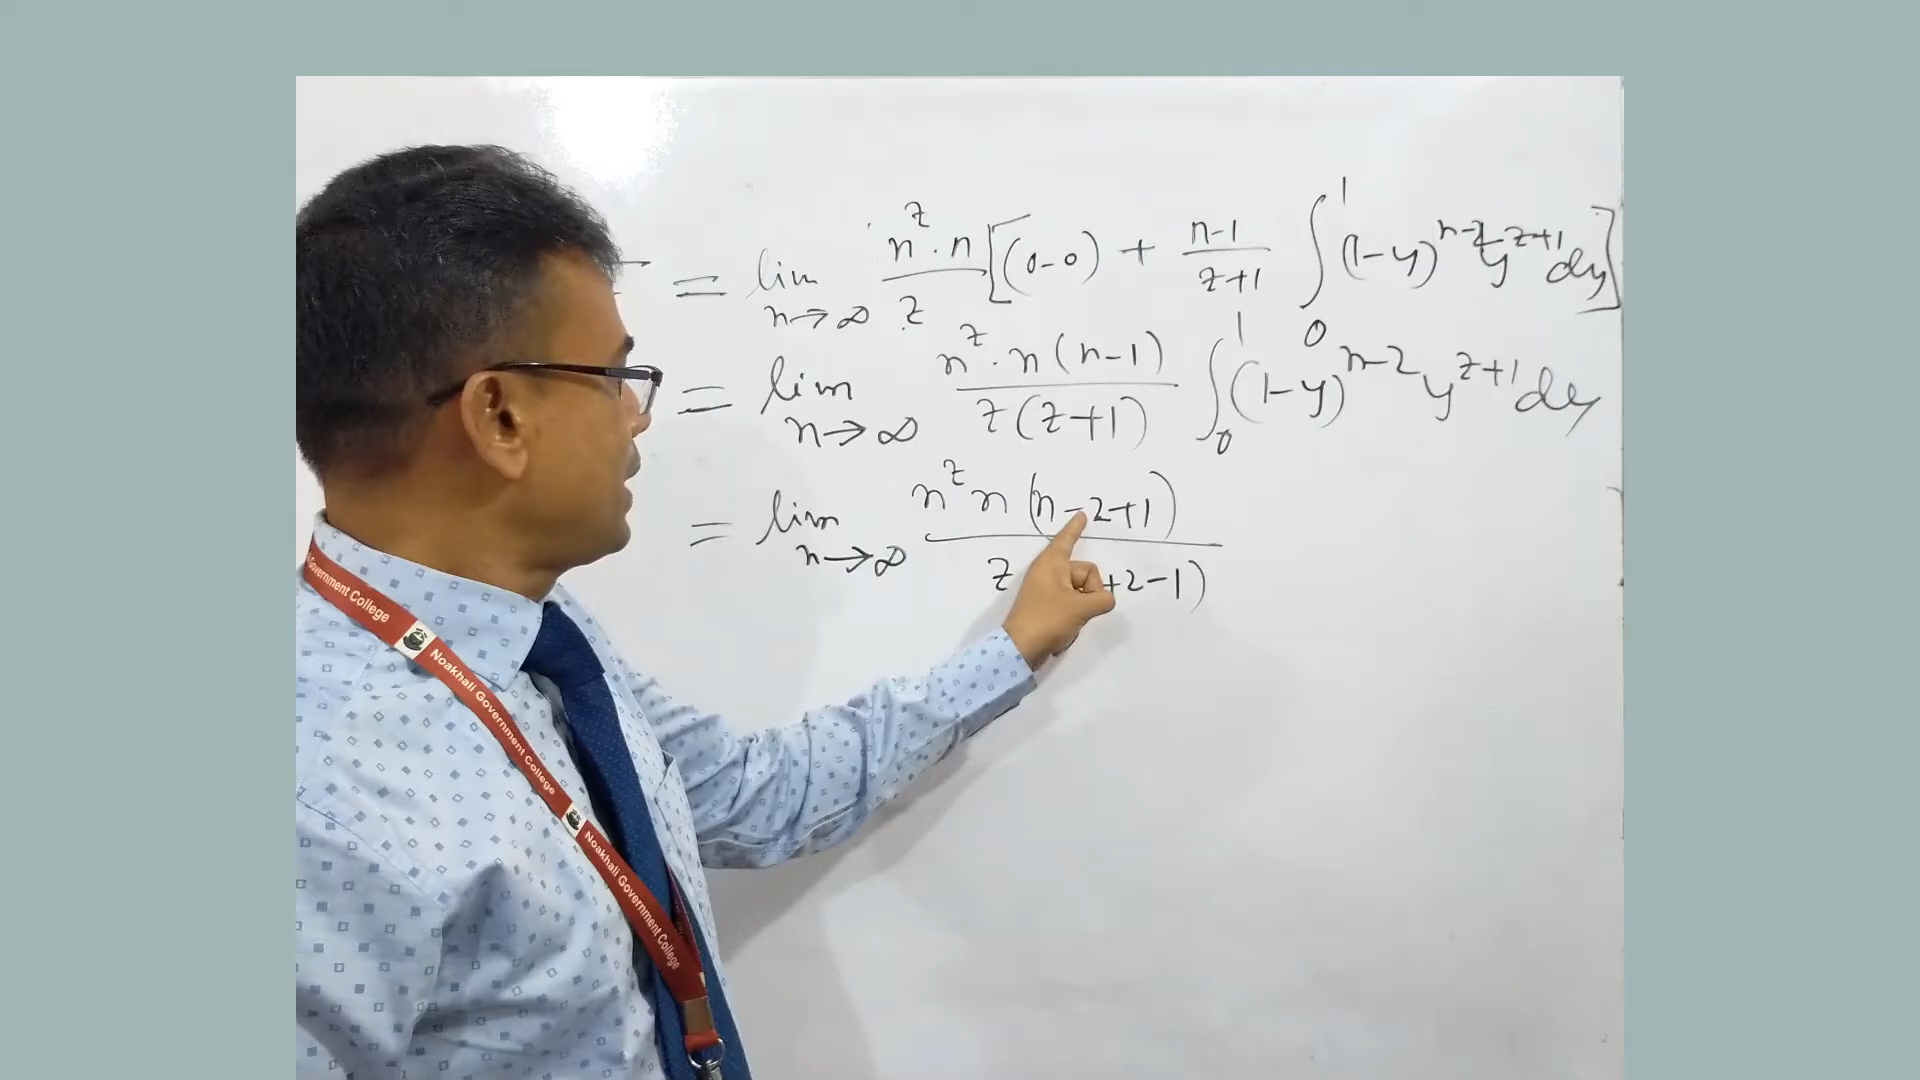 = lim n→∞ n^z · n / z [(0-0) + n-1 / z+1 ∫₀¹ (1-y)^n-2 y^z+1 dy]
= lim n→∞ n^z · n(n-1) / z(z+1) ∫₀¹ (1-y)^n-2 y^z+1 dy
= lim n→∞ n^z n (n-2+1) / z +2-1)
Government College
Noakhali Government College
Noakhali Government College